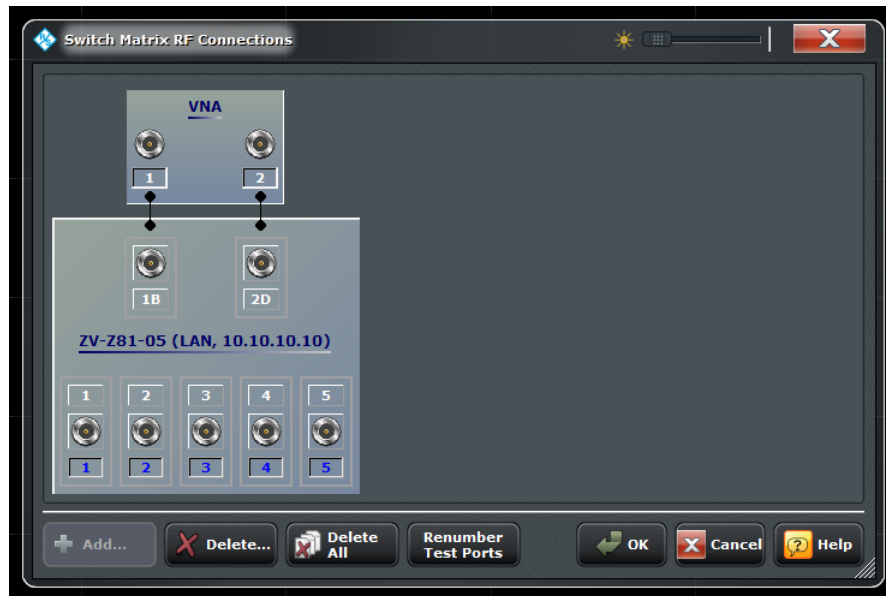 Switch Matrix RF Connections
X
VNA
1 2
1B 2D
ZV-Z81-05 (LAN, 10.10.10.10)
1 2 3 4 5
1 2 3 4 5
Add... Delete... Delete All Renumber Test Ports OK Cancel Help